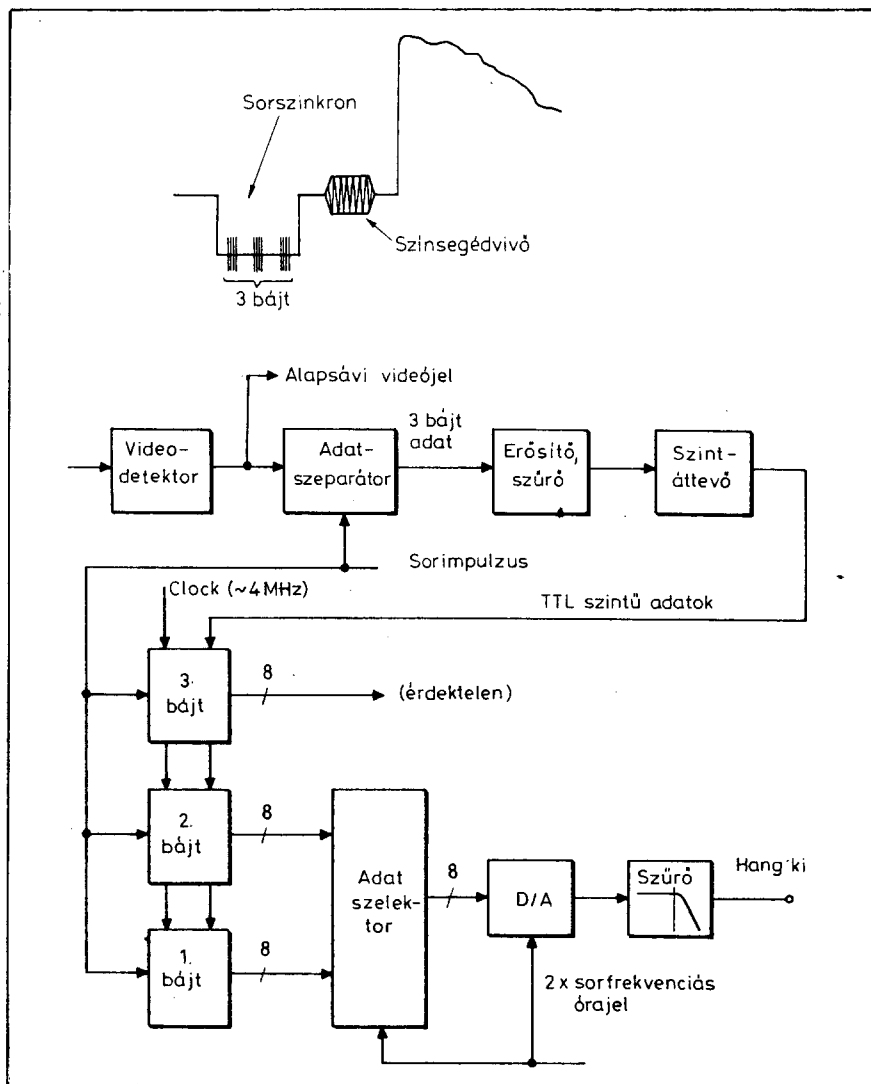 Sorszinkron
Színsegédvivő
3 bájt
Alapsávi videójel
Video-
detektor
Adat-
szeparátor
3 bájt
adat
Erősítő,
szűrő
Szint-
áttevő
Sorimpulzus
Clock (~4MHz)
TTL szintű adatok
3.
bájt
8
(érdektelen)
2.
bájt
8
1.
bájt
8
Adat
szelek-
tor
8
D/A
Szűrő
Hang ki
2 x sorfrekvenciás
órajel